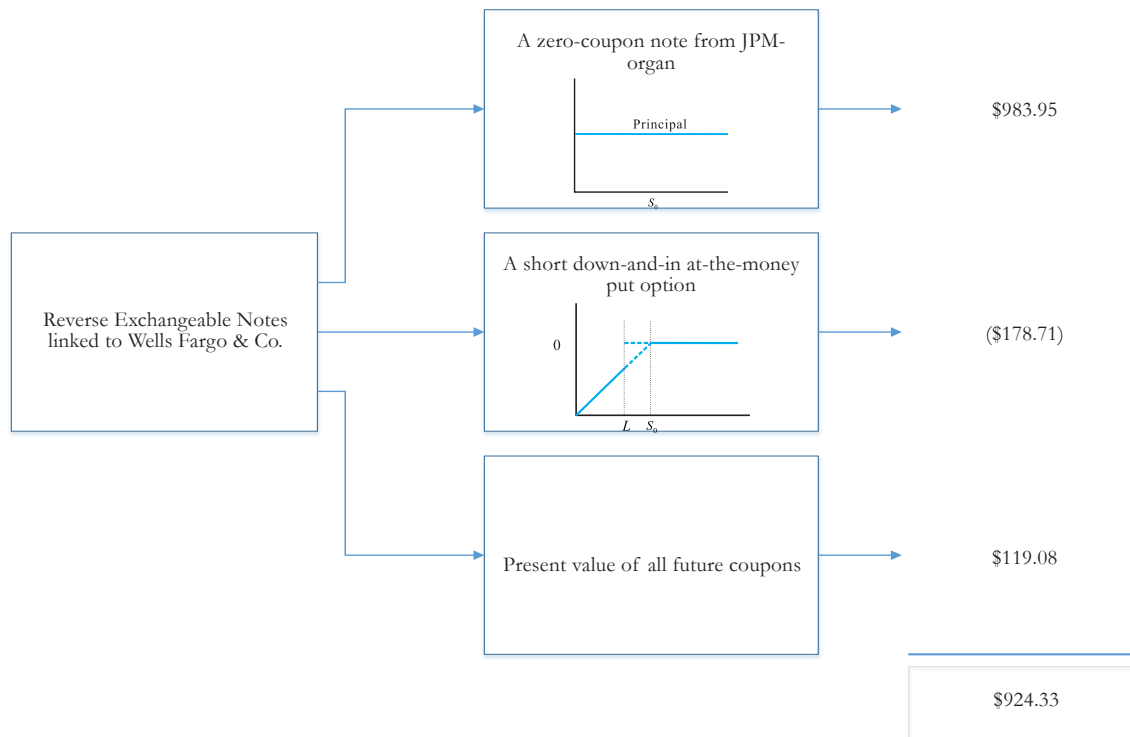 A zero-coupon note from JPM-
organ
Principal
S₀
$983.95
Reverse Exchangeable Notes
linked to Wells Fargo & Co.
A short down-and-in at-the-money
put option
0
L S₀
($178.71)
Present value of all future coupons
$119.08
$924.33